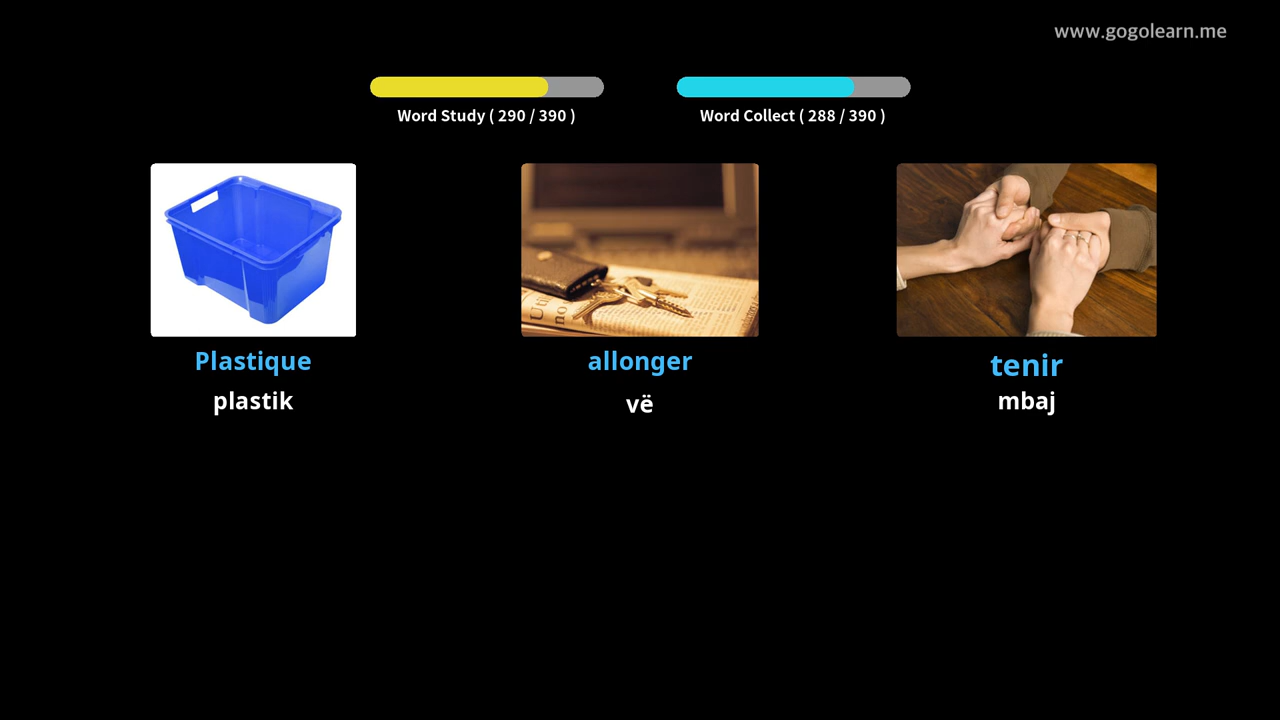 www.gogolearn.me
Word Study ( 290 / 390 )
Word Collect ( 288 / 390 )
Plastique
plastik
allonger
vë
tenir
mbaj